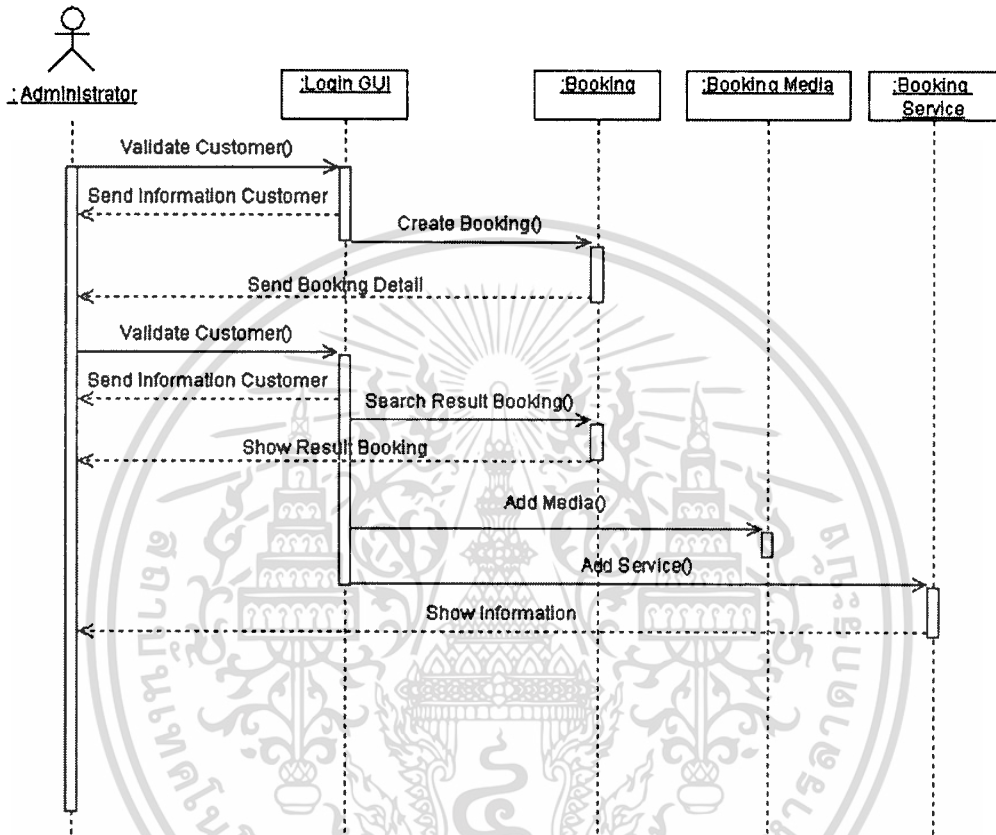 : Administrator
:Login GUI
:Booking
:Booking Media
:Booking
Service
Validate Customer()
Send Information Customer
Create Booking()
Send Booking Detail
Validate Customer()
Send Information Customer
Search Result Booking()
Show Result Booking
Add Media()
Add Service()
Show Information